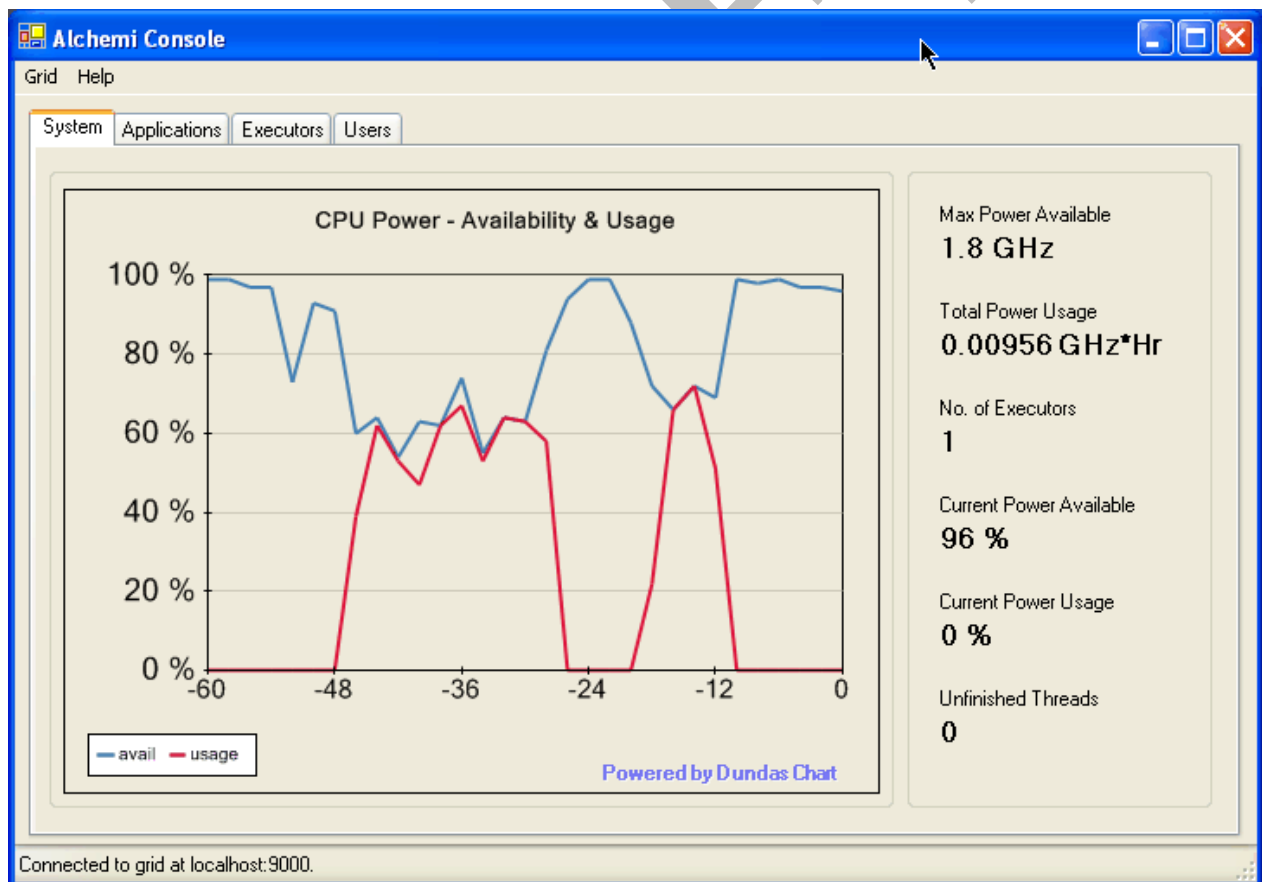 Alchemi Console
Grid Help
System Applications Executors Users
CPU Power - Availability & Usage
100 %
80 %
60 %
40 %
20 %
0 %
-60 -48 -36 -24 -12 0
avail usage
Powered by Dundas Chart
Max Power Available
1.8 GHz
Total Power Usage
0.00956 GHz*Hr
No. of Executors
1
Current Power Available
96 %
Current Power Usage
0 %
Unfinished Threads
0
Connected to grid at localhost:9000.